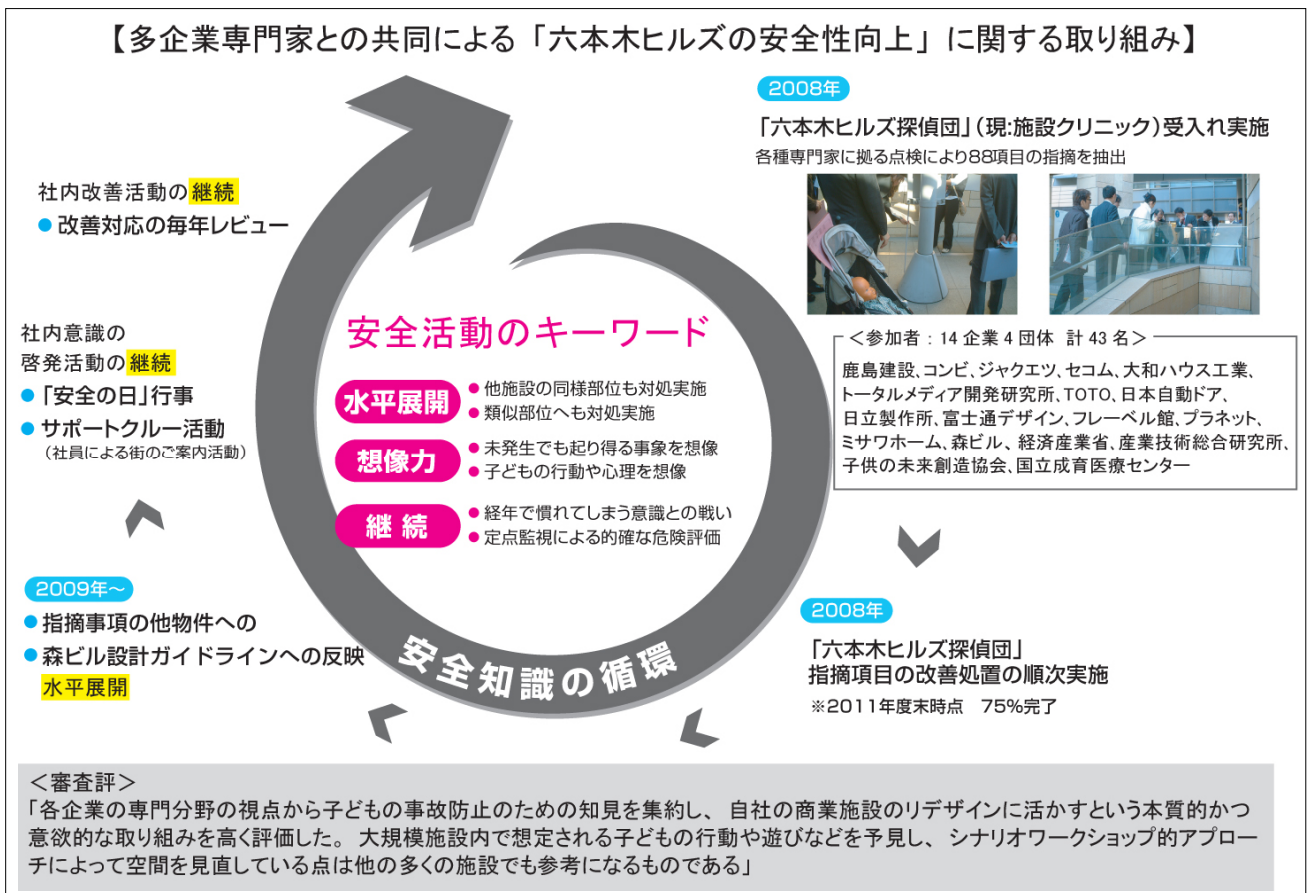 【多企業専門家との共同による「六本木ヒルズの安全性向上」に関する取り組み】
2008年
「六本木ヒルズ探偵団」(現:施設クリニック)受入れ実施
各種専門家に拠る点検により88項目の指摘を抽出
＜参加者：14企業4団体 計43名＞
鹿島建設、コンビ、ジャクエツ、セコム、大和ハウス工業、
トータルメディア開発研究所、TOTO、日本自動ドア、
日立製作所、富士通デザイン、フレーベル館、プラネット、
ミサワホーム、森ビル、経済産業省、産業技術総合研究所、
子供の未来創造協会、国立成育医療センター
2008年
「六本木ヒルズ探偵団」
指摘項目の改善処置の順次実施
※2011年度末時点　75%完了
2009年～
●指摘事項の他物件への
●森ビル設計ガイドラインへの反映
水平展開
社内意識の
啓発活動の継続
●「安全の日」行事
●サポートクルー活動
(社員による街のご案内活動)
社内改善活動の継続
●改善対応の毎年レビュー
安全活動のキーワード
水平展開
●他施設の同様部位も対処実施
●類似部位へも対処実施
想像力
●未発生でも起り得る事象を想像
●子どもの行動や心理を想像
継続
●経年で慣れてしまう意識との戦い
●定点監視による的確な危険評価
安全知識の循環
＜審査評＞
「各企業の専門分野の視点から子どもの事故防止のための知見を集約し、自社の商業施設のリデザインに活かすという本質的かつ
意欲的な取り組みを高く評価した。大規模施設内で想定される子どもの行動や遊びなどを予見し、シナリオワークショップ的アプロー
チによって空間を見直している点は他の多くの施設でも参考になるものである」